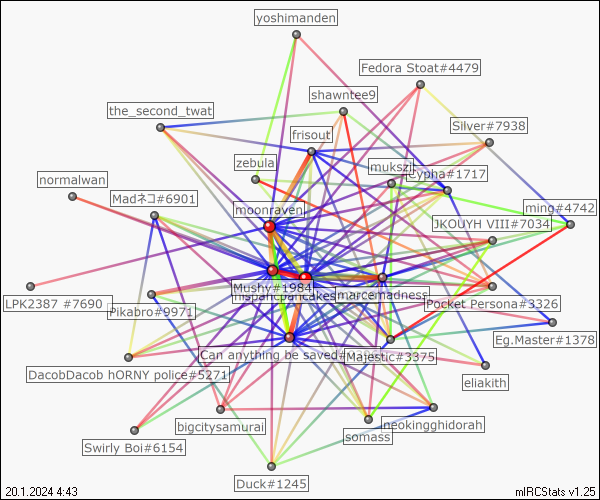 yoshimanden
Fedora Stoat#4479
shawntee9
the_second_twat
Silver#7938
frisout
zebula
mukszi
Cypha#1717
normalwan
Madネコ#6901
moonraven
ming#4742
JKOUYH VIII#7034
Mushy#1984
marcemadness
LPK2387 #7690
Pikabro#9971
Pocket Persona#3326
Eg.Master#1378
Can anything be saved#
Majestic#3375
DacobDacob hORNY police#5271
eliakith
bigcitysamurai
somass
neokingghidorah
Swirly Boi#6154
Duck#1245
20.1.2024 4:43
mIRCStats v1.25